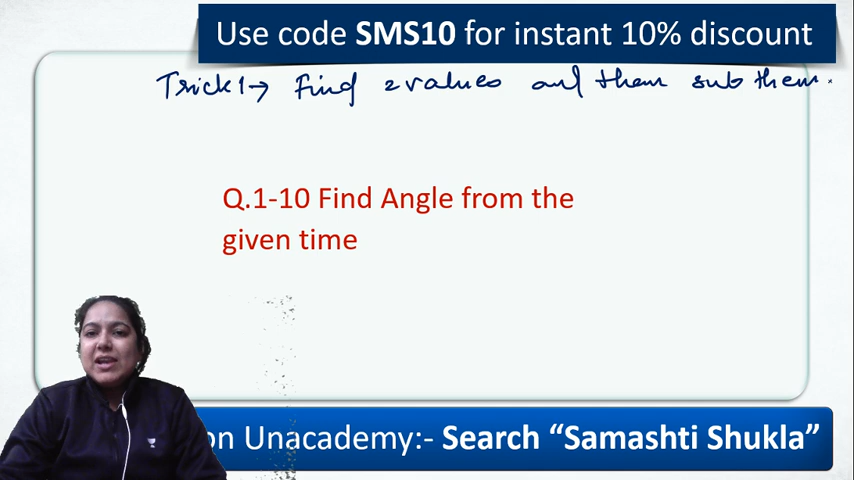 Use code SMS10 for instant 10% discount
Trick 1→ Find 2 values and them sub them.
Q.1-10 Find Angle from the
given time
on Unacademy:- Search “Samashti Shukla”